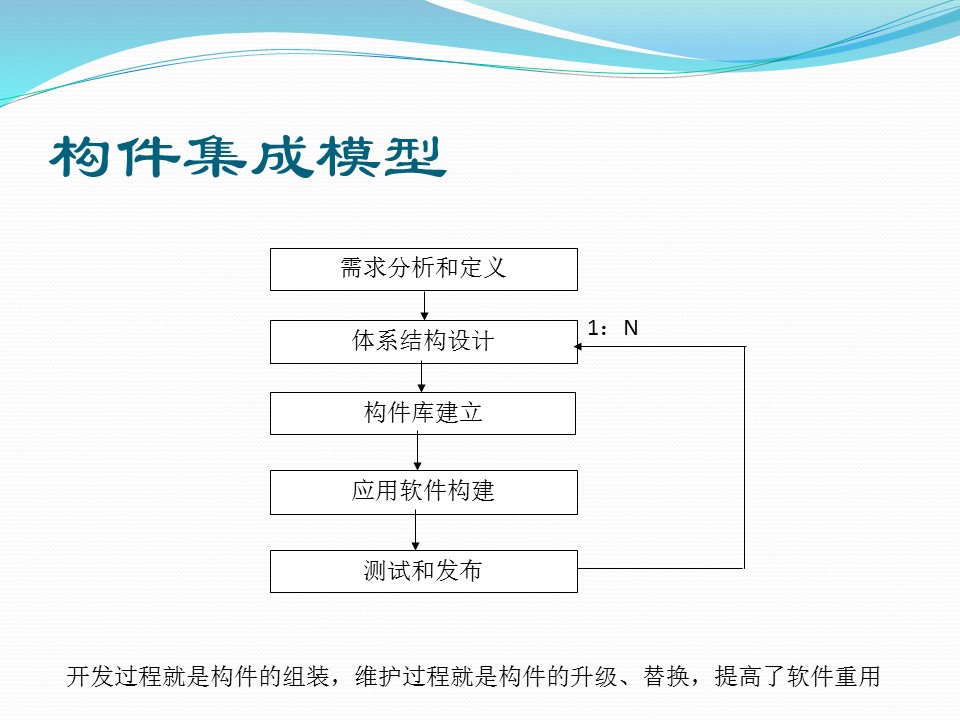 构件集成模型
需求分析和定义
1：N
体系结构设计
构件库建立
应用软件构建
测试和发布
开发过程就是构件的组装，维护过程就是构件的升级、替换，提高了软件重用